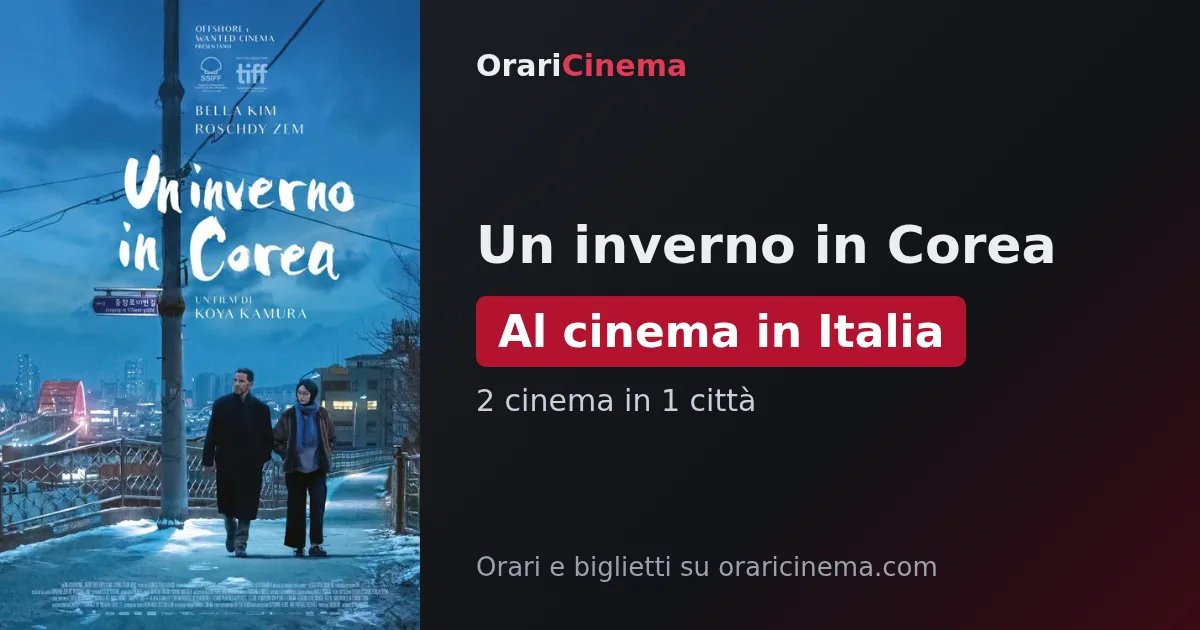 OFFSHORE e
WANTED CINEMA
PRESENTANO
SSIFF
tiff
BELLA KIM
ROSCHDY ZEM
Un inverno
in Corea
UN FILM DI
KOYA KAMURA
OrariCinema
Un inverno in Corea
Al cinema in Italia
2 cinema in 1 città
Orari e biglietti su oraricinema.com